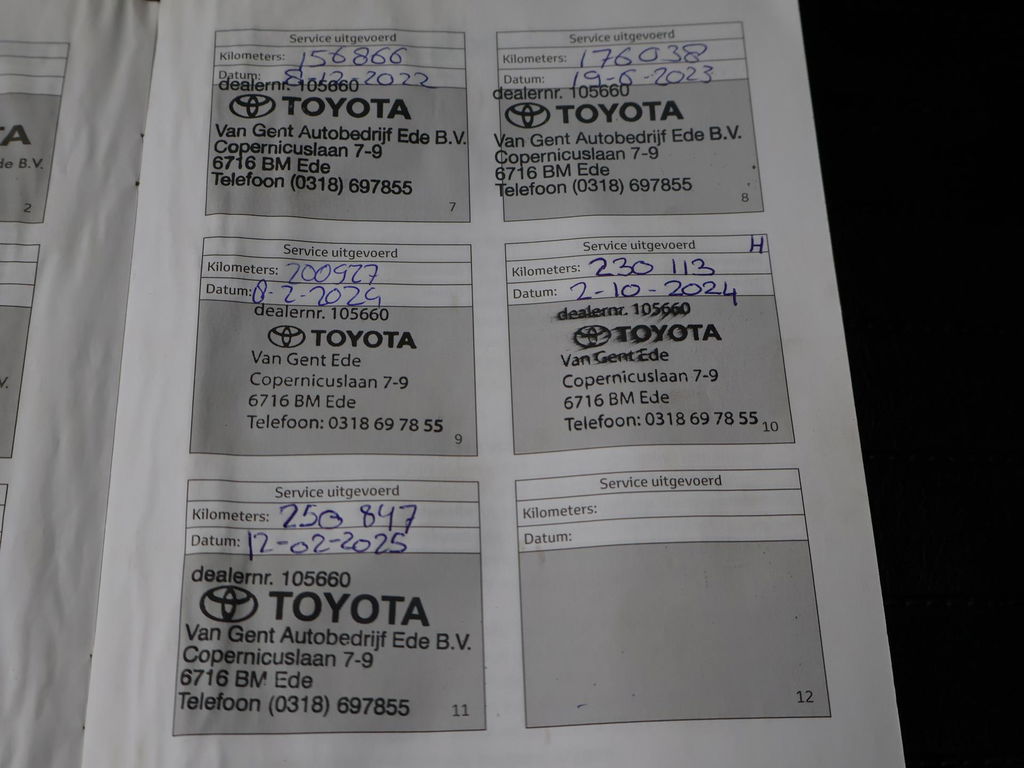 A
de B.V.
2
V.
Service uitgevoerd
Kilometers: 156866
Datum: 8-12-2022
dealernr. 105660
TOYOTA
Van Gent Autobedrijf Ede B.V.
Copernicuslaan 7-9
6716 BM Ede
Telefoon (0318) 697855
7
Service uitgevoerd
Kilometers: 176038
Datum: 19-6-2023
dealernr. 105660
TOYOTA
Van Gent Autobedrijf Ede B.V.
Copernicuslaan 7-9
6716 BM Ede
Telefoon (0318) 697855
8
Service uitgevoerd
Kilometers: 200927
Datum: 8-2-2024
dealernr. 105660
TOYOTA
Van Gent Ede
Copernicuslaan 7-9
6716 BM Ede
Telefoon: 0318 69 78 55
9
Service uitgevoerd H
Kilometers: 230 113
Datum: 2-10-2024
dealernr. 105660
TOYOTA
Van Gent Ede
Copernicuslaan 7-9
6716 BM Ede
Telefoon: 0318 69 78 55
10
Service uitgevoerd
Kilometers: 250 847
Datum: 12-02-2025
dealernr. 105660
TOYOTA
Van Gent Autobedrijf Ede B.V.
Copernicuslaan 7-9
6716 BM Ede
Telefoon (0318) 697855
11
Service uitgevoerd
Kilometers:
Datum:
12